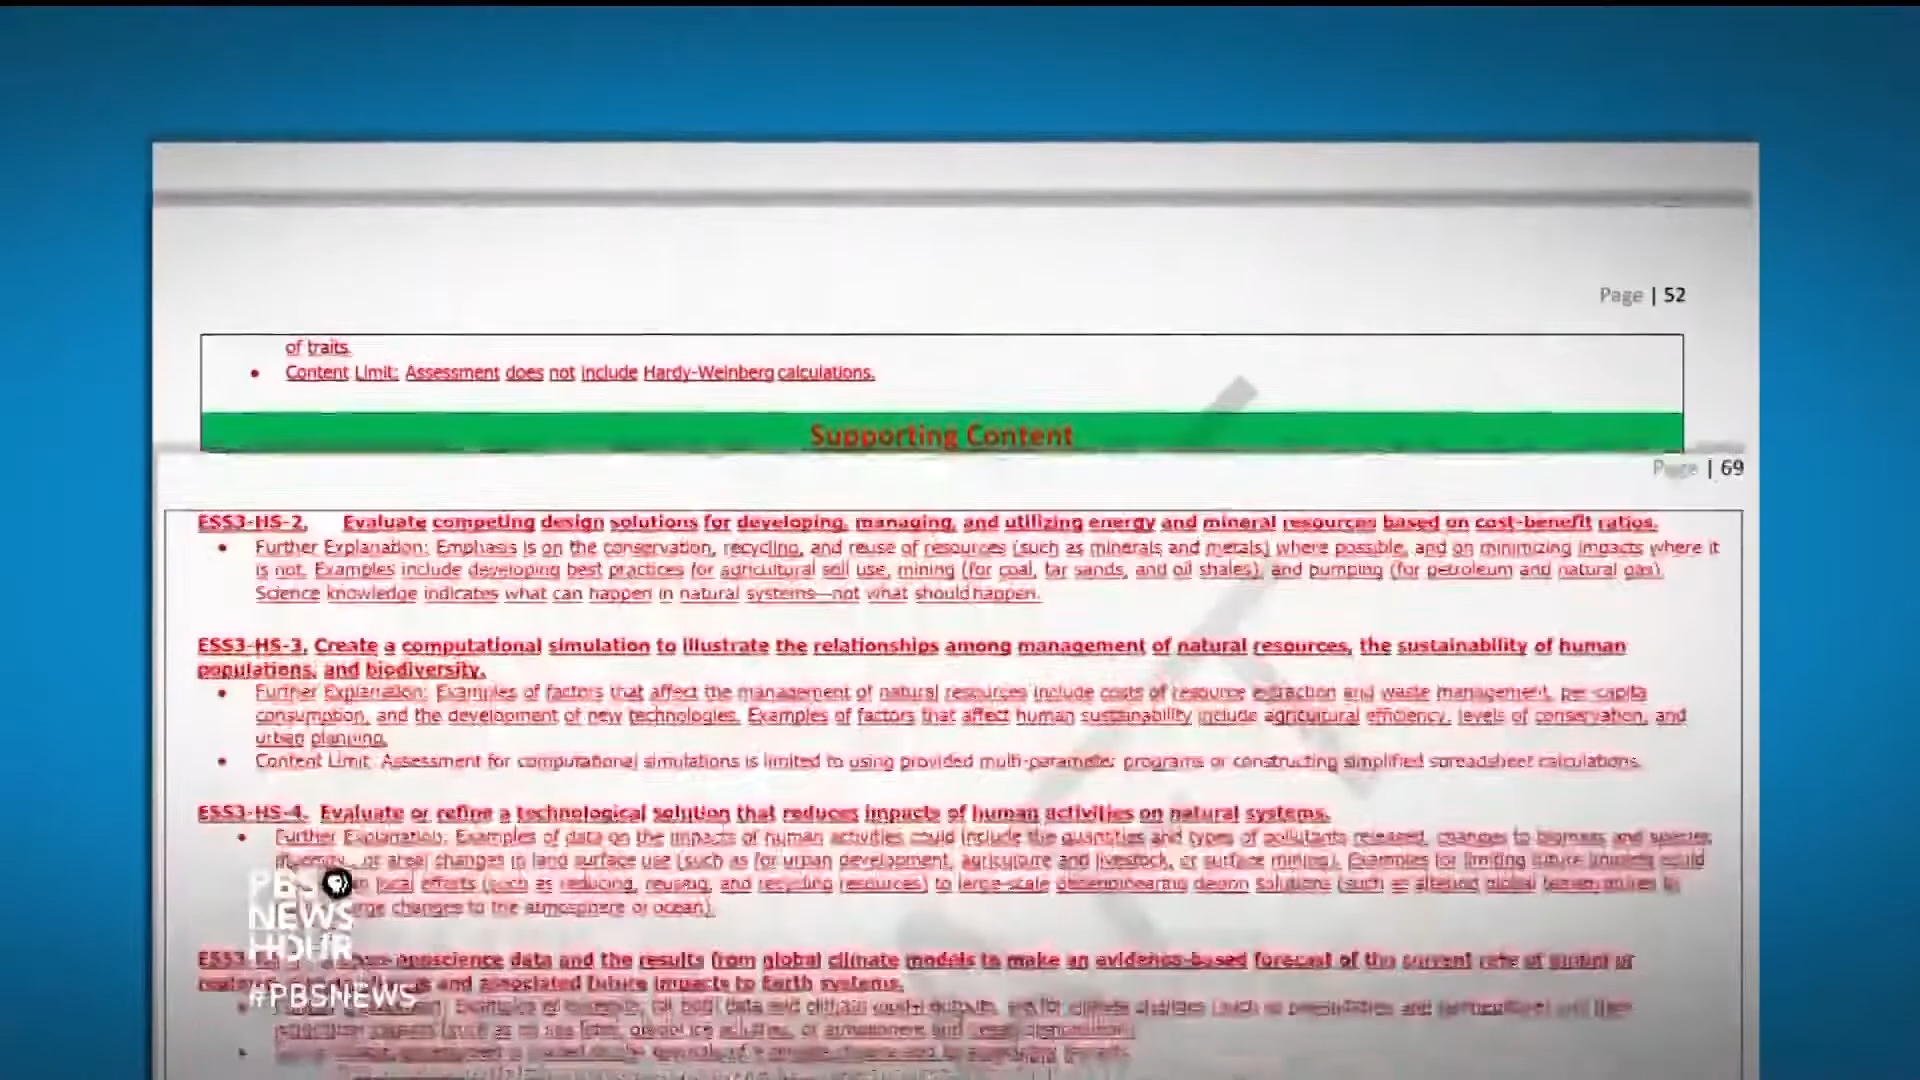 Page | 52
of traits.
• Content Limit: Assessment does not include Hardy-Weinberg calculations.
Supporting Content
Page | 69
ESS3-HS-2. Evaluate competing design solutions for developing, managing, and utilizing energy and mineral resources based on cost-benefit ratios.
• Further Explanation: Emphasis is on the conservation, recycling, and reuse of resources (such as minerals and metals) where possible, and on minimizing impacts where it
is not. Examples include developing best practices for agricultural soil use, mining (for coal, tar sands, and oil shales), and pumping (for petroleum and natural gas).
Science knowledge indicates what can happen in natural systems—not what should happen.
ESS3-HS-3. Create a computational simulation to illustrate the relationships among management of natural resources, the sustainability of human
populations, and biodiversity.
• Further Explanation: Examples of factors that affect the management of natural resources include costs of resource extraction and waste management, per-capita
consumption, and the development of new technologies. Examples of factors that affect human sustainability include agricultural efficiency, levels of conservation, and
urban planning.
• Content Limit: Assessment for computational simulations is limited to using provided multi-parameter programs or constructing simplified spreadsheet calculations.
ESS3-HS-4. Evaluate or refine a technological solution that reduces impacts of human activities on natural systems.
• Further Explanation: Examples of data on the impacts of human activities could include the quantities and types of pollutants released, changes to biomass and species
or areal changes in land surface use (such as for urban development, agriculture and livestock, or surface mining). Examples for limiting future impacts could
local efforts (such as reducing, reusing, and recycling resources) to large-scale geoengineering design solutions (such as altering global temperatures
changes to the atmosphere or ocean).
ESS3 geoscience data and the results from global climate models to make an evidence-based forecast of the current rate of global or
and associated future impacts to Earth systems.
PBS
NEWS
HOUR
#PBSNEWS